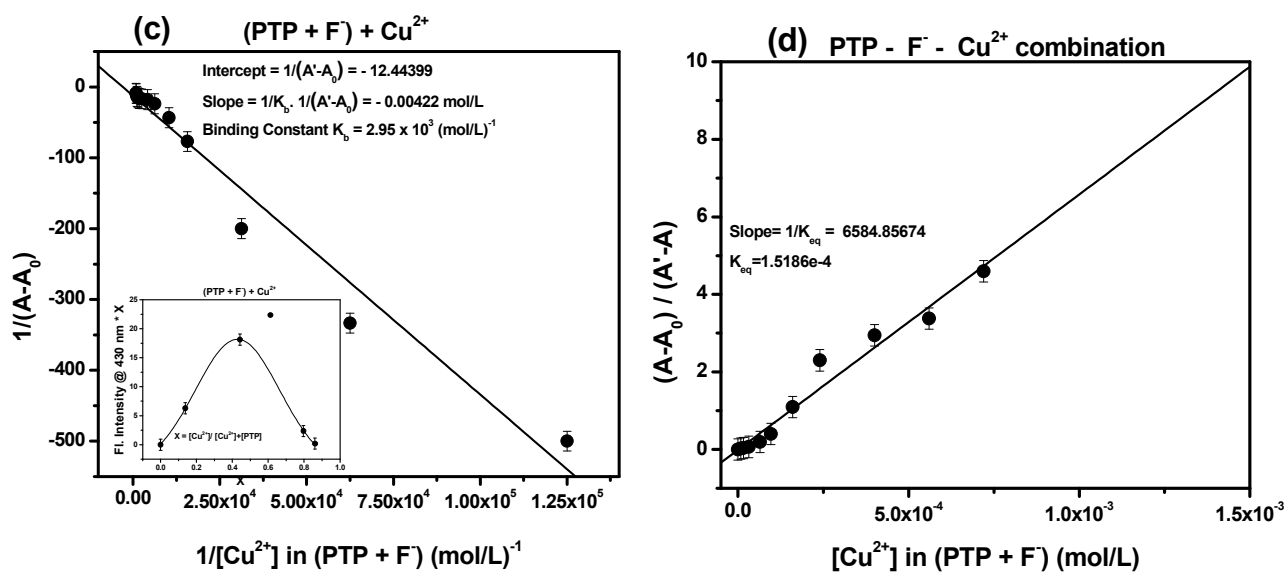 (c) (PTP + F⁻) + Cu²⁺
Intercept = 1/(A'-A₀) = - 12.44399
Slope = 1/K_b. 1/(A'-A₀) = - 0.00422 mol/L
Binding Constant K_b = 2.95 x 10³ (mol/L)⁻¹
1/(A-A₀)
0
-100
-200
-300
-400
-500
(PTP + F⁻) + Cu²⁺
Fl. Intensity @ 430 nm * X
25
20
15
10
5
0
X = [Cu²⁺]/ [Cu²⁺]+[PTP]
0.0 0.2 0.4 0.6 0.8 1.0
X
0.00 2.50x10⁴ 5.00x10⁴ 7.50x10⁴ 1.00x10⁵ 1.25x10⁵
1/[Cu²⁺] in (PTP + F⁻) (mol/L)⁻¹
(d) PTP - F⁻ - Cu²⁺ combination
Slope= 1/K_eq = 6584.85674
K_eq=1.5186e-4
(A-A₀) / (A'-A)
10
8
6
4
2
0
0.0 5.0x10⁻⁴ 1.0x10⁻³ 1.5x10⁻³
[Cu²⁺] in (PTP + F⁻) (mol/L)